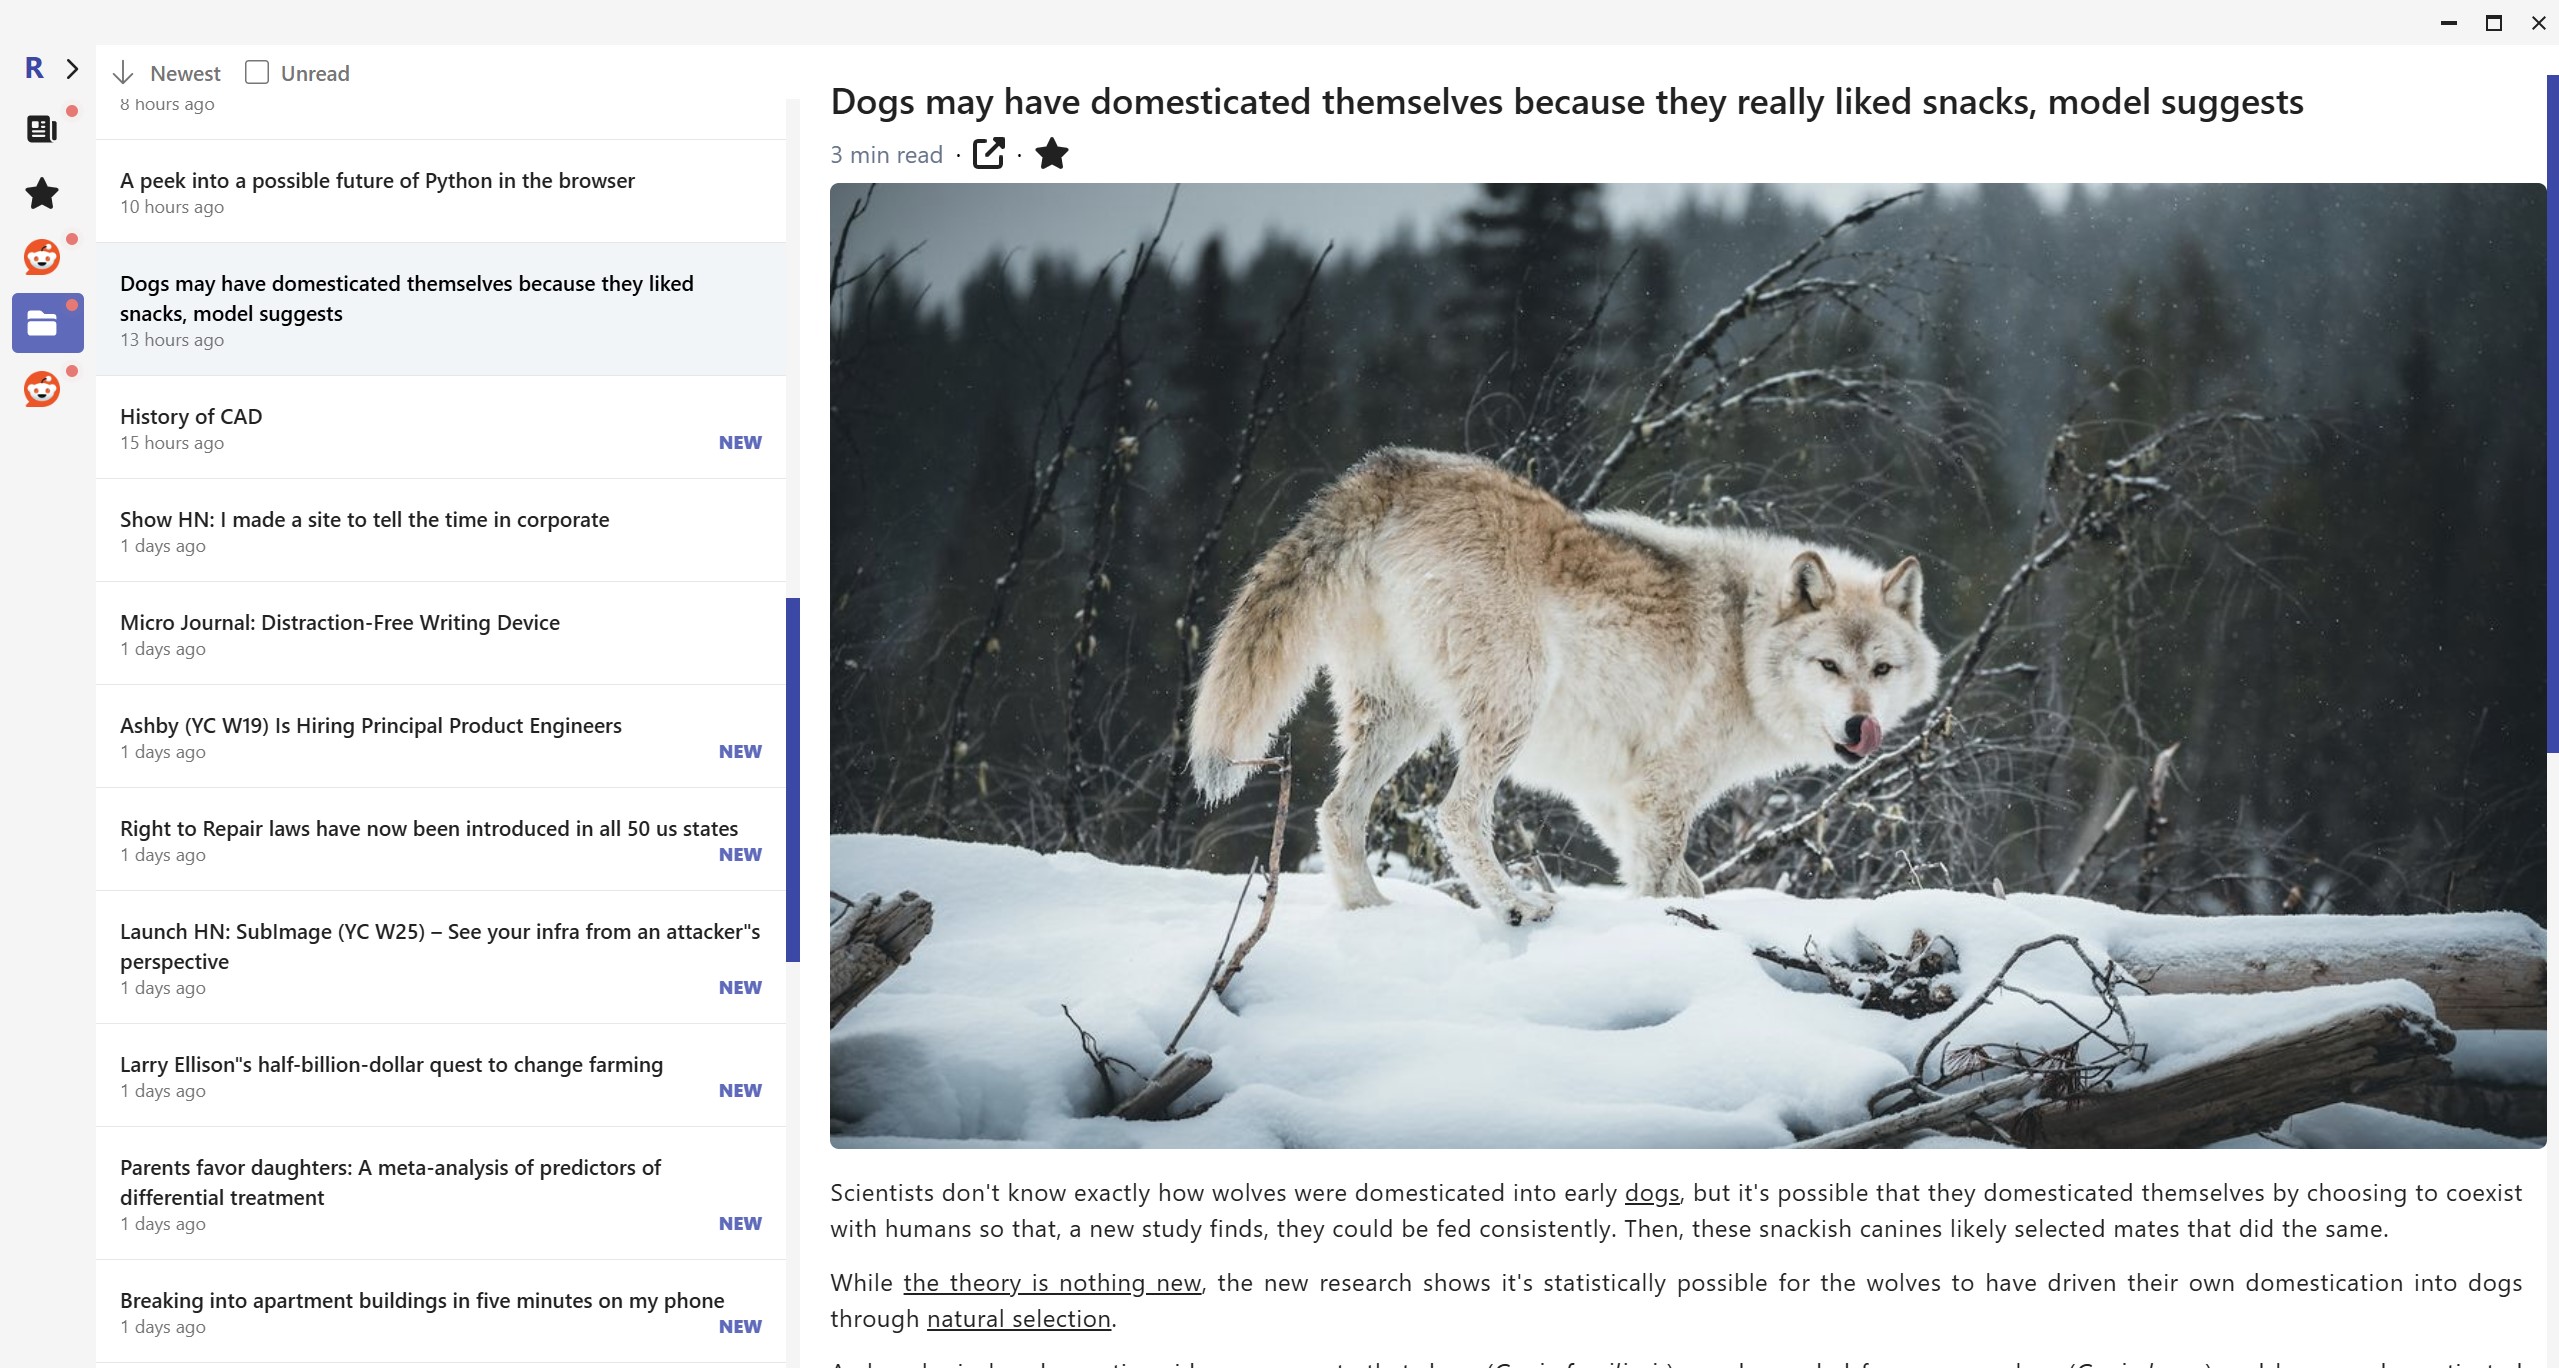 R
Newest
Unread
8 hours ago
A peek into a possible future of Python in the browser
10 hours ago
Dogs may have domesticated themselves because they liked
snacks, model suggests
13 hours ago
History of CAD
15 hours ago
NEW
Show HN: I made a site to tell the time in corporate
1 days ago
Micro Journal: Distraction-Free Writing Device
1 days ago
Ashby (YC W19) Is Hiring Principal Product Engineers
1 days ago
NEW
Right to Repair laws have now been introduced in all 50 us states
1 days ago
NEW
Launch HN: SubImage (YC W25) – See your infra from an attacker"s
perspective
1 days ago
NEW
Larry Ellison"s half-billion-dollar quest to change farming
1 days ago
NEW
Parents favor daughters: A meta-analysis of predictors of
differential treatment
1 days ago
NEW
Breaking into apartment buildings in five minutes on my phone
1 days ago
NEW
Dogs may have domesticated themselves because they really liked snacks, model suggests
3 min read · ·
Scientists don't know exactly how wolves were domesticated into early dogs, but it's possible that they domesticated themselves by choosing to coexist
with humans so that, a new study finds, they could be fed consistently. Then, these snackish canines likely selected mates that did the same.
While the theory is nothing new, the new research shows it's statistically possible for the wolves to have driven their own domestication into dogs
through natural selection.